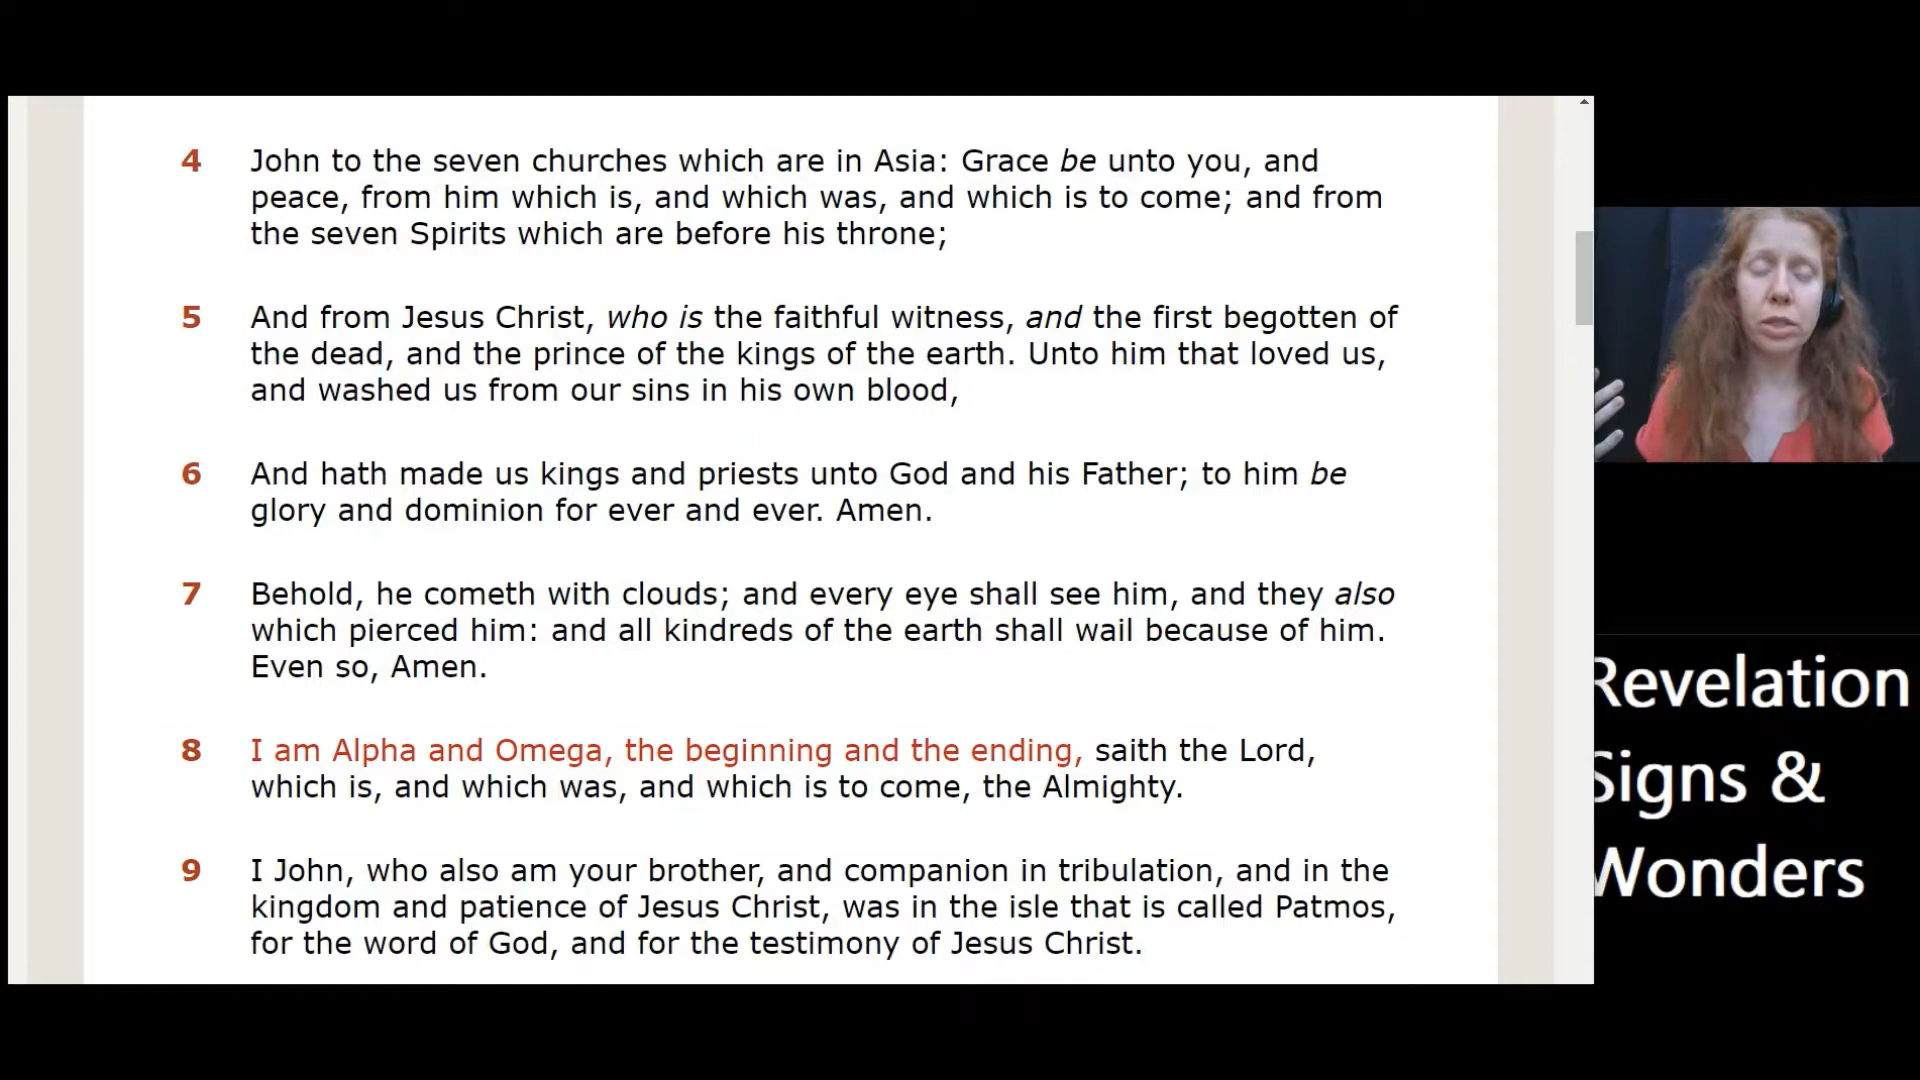 4 John to the seven churches which are in Asia: Grace be unto you, and
peace, from him which is, and which was, and which is to come; and from
the seven Spirits which are before his throne;
5 And from Jesus Christ, who is the faithful witness, and the first begotten of
the dead, and the prince of the kings of the earth. Unto him that loved us,
and washed us from our sins in his own blood,
6 And hath made us kings and priests unto God and his Father; to him be
glory and dominion for ever and ever. Amen.
7 Behold, he cometh with clouds; and every eye shall see him, and they also
which pierced him: and all kindreds of the earth shall wail because of him.
Even so, Amen.
8 I am Alpha and Omega, the beginning and the ending, saith the Lord,
which is, and which was, and which is to come, the Almighty.
9 I John, who also am your brother, and companion in tribulation, and in the
kingdom and patience of Jesus Christ, was in the isle that is called Patmos,
for the word of God, and for the testimony of Jesus Christ.
Revelation
Signs &
Wonders